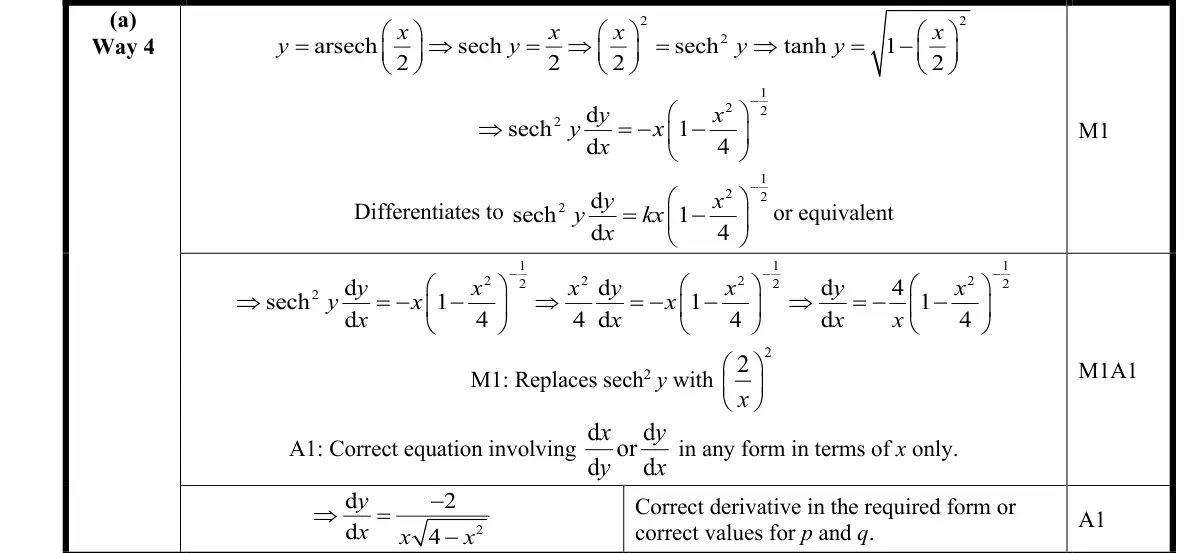 (a)
Way 4
y = arsech(x/2) ⇒ sech y = x/2 ⇒ (x/2)² = sech² y ⇒ tanh y = √(1 − (x/2)²)
⇒ sech² y dy/dx = −x(1 − x²/4)^(−1/2)
M1
Differentiates to sech² y dy/dx = kx(1 − x²/4)^(−1/2) or equivalent
⇒ sech² y dy/dx = −x(1 − x²/4)^(−1/2) ⇒ x²/4 dy/dx = −x(1 − x²/4)^(−1/2) ⇒ dy/dx = −4/x(1 − x²/4)^(−1/2)
M1: Replaces sech² y with (2/x)²
M1A1
A1: Correct equation involving dx/dy or dy/dx in any form in terms of x only.
⇒ dy/dx = −2/(x√(4 − x²))
Correct derivative in the required form or
correct values for p and q.
A1